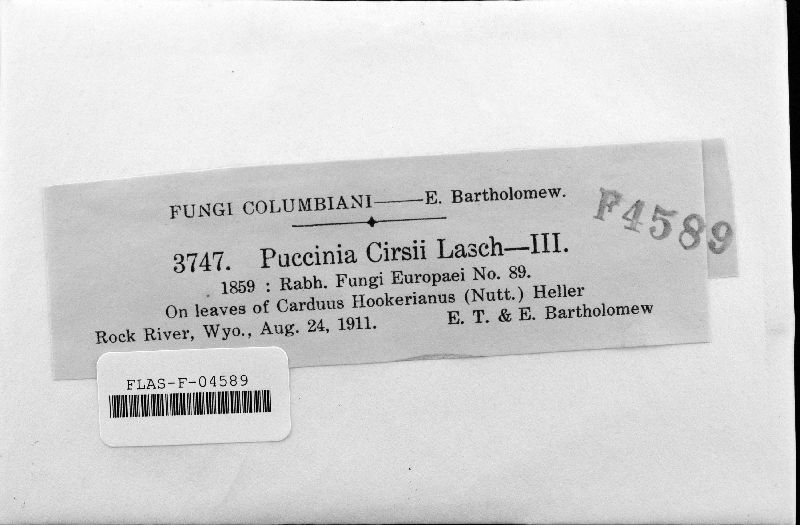 FUNGI COLUMBIANI——E. Bartholomew.
F4589
3747. Puccinia Cirsii Lasch—III.
1859 : Rabh. Fungi Europaei No. 89.
On leaves of Carduus Hookerianus (Nutt.) Heller
Rock River, Wyo., Aug. 24, 1911. E. T. & E. Bartholomew
FLAS-F-04589